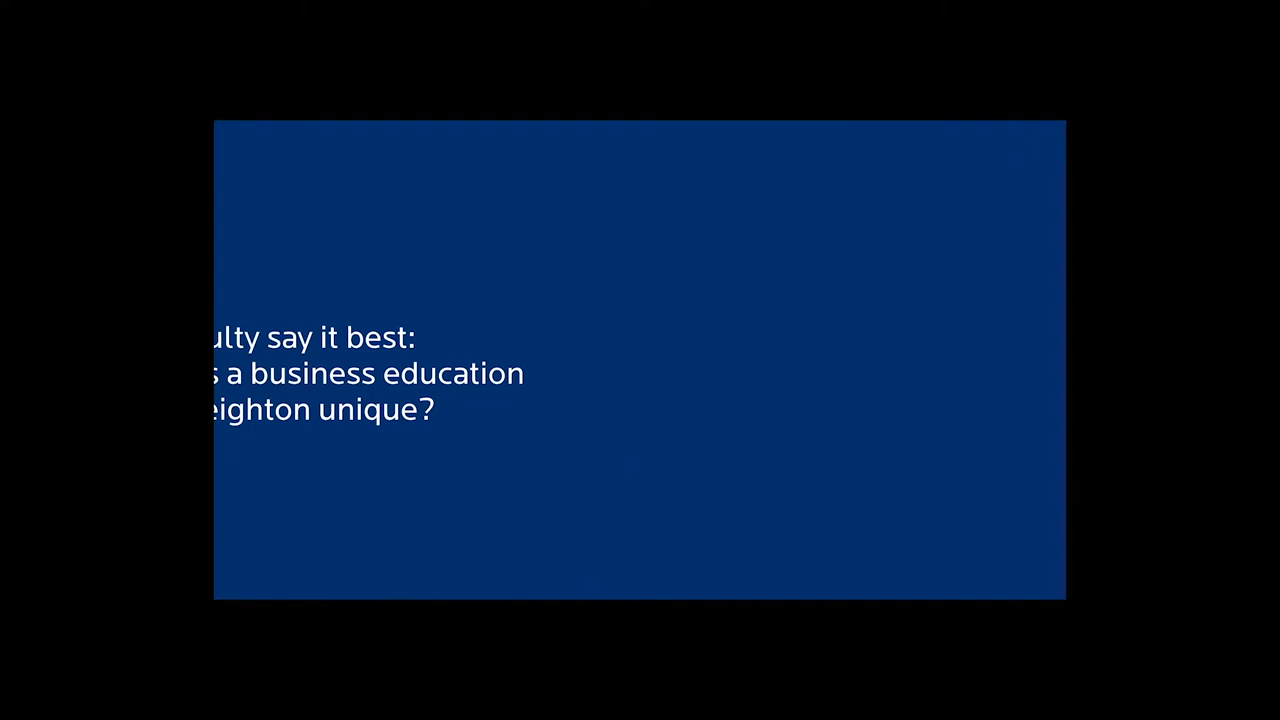 ulty say it best:
s a business education
eighton unique?